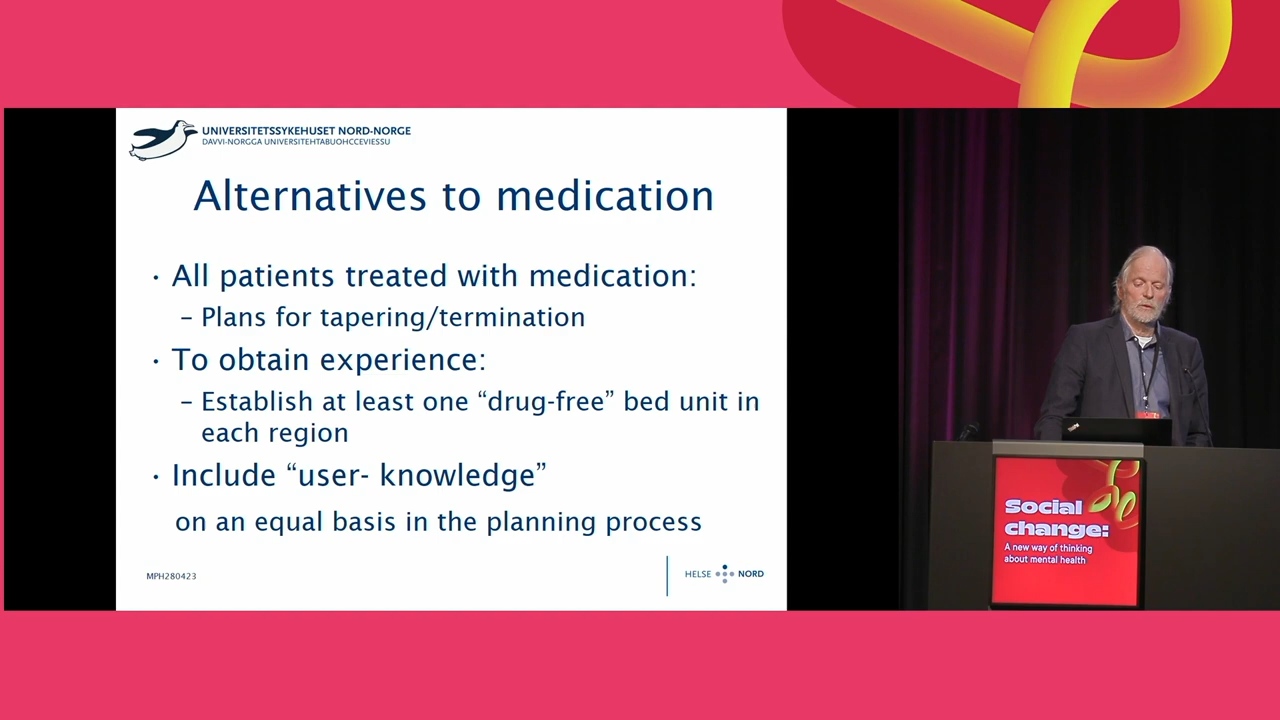 UNIVERSITETSSYKEHUSET NORD-NORGE
DAVVI-NORGGA UNIVERSITEHTABUOHCCEVIESSU
Alternatives to medication
• All patients treated with medication:
– Plans for tapering/termination
• To obtain experience:
– Establish at least one “drug-free” bed unit in
each region
• Include “user- knowledge”
on an equal basis in the planning process
MPH280423
HELSE NORD
Social
change:
A new way of thinking
about mental health